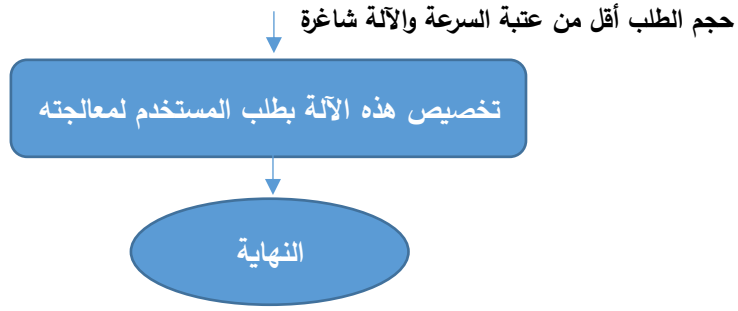 حجم الطلب أقل من عتبة السرعة والآلة شاغرة
تخصيص هذه الآلة بطلب المستخدم لمعالجته
النهاية